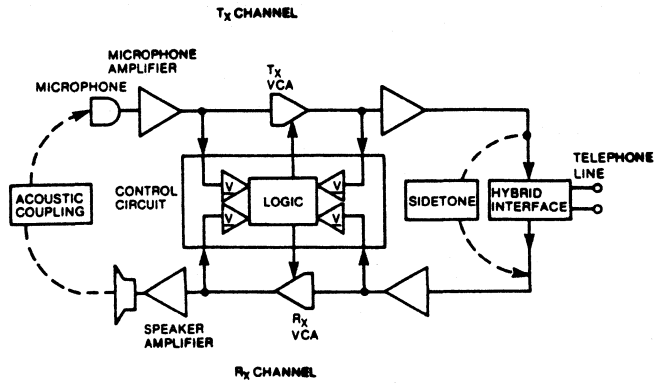 Tx CHANNEL
MICROPHONE
AMPLIFIER
MICROPHONE
Tx
VCA
TELEPHONE
LINE
ACOUSTIC
COUPLING
CONTROL
CIRCUIT
V
V
LOGIC
V
V
SIDETONE
HYBRID
INTERFACE
SPEAKER
AMPLIFIER
Rx
VCA
Rx CHANNEL